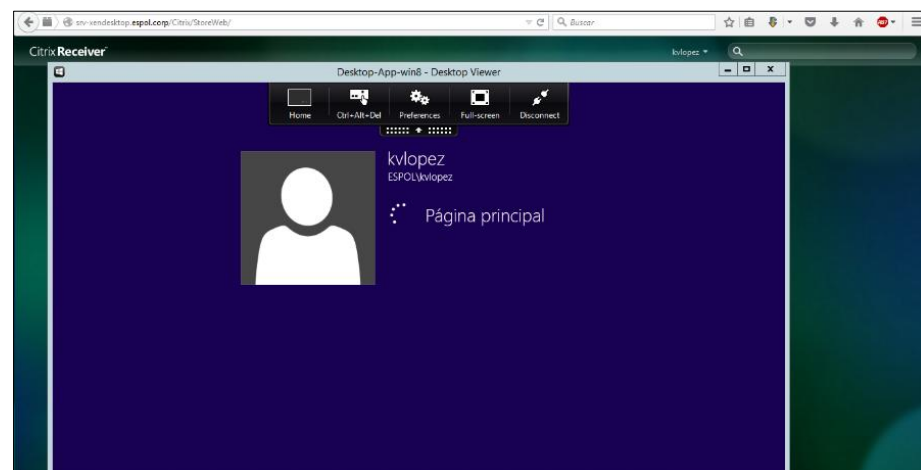 srv-xendesktop.espol.corp/Citrix/StoreWeb/
Buscar
Citrix Receiver
kvlopez
Desktop-App-win8 - Desktop Viewer
Home Ctrl+Alt+Del Preferences Full-screen Disconnect
kvlopez
ESPOL\kvlopez
Página principal